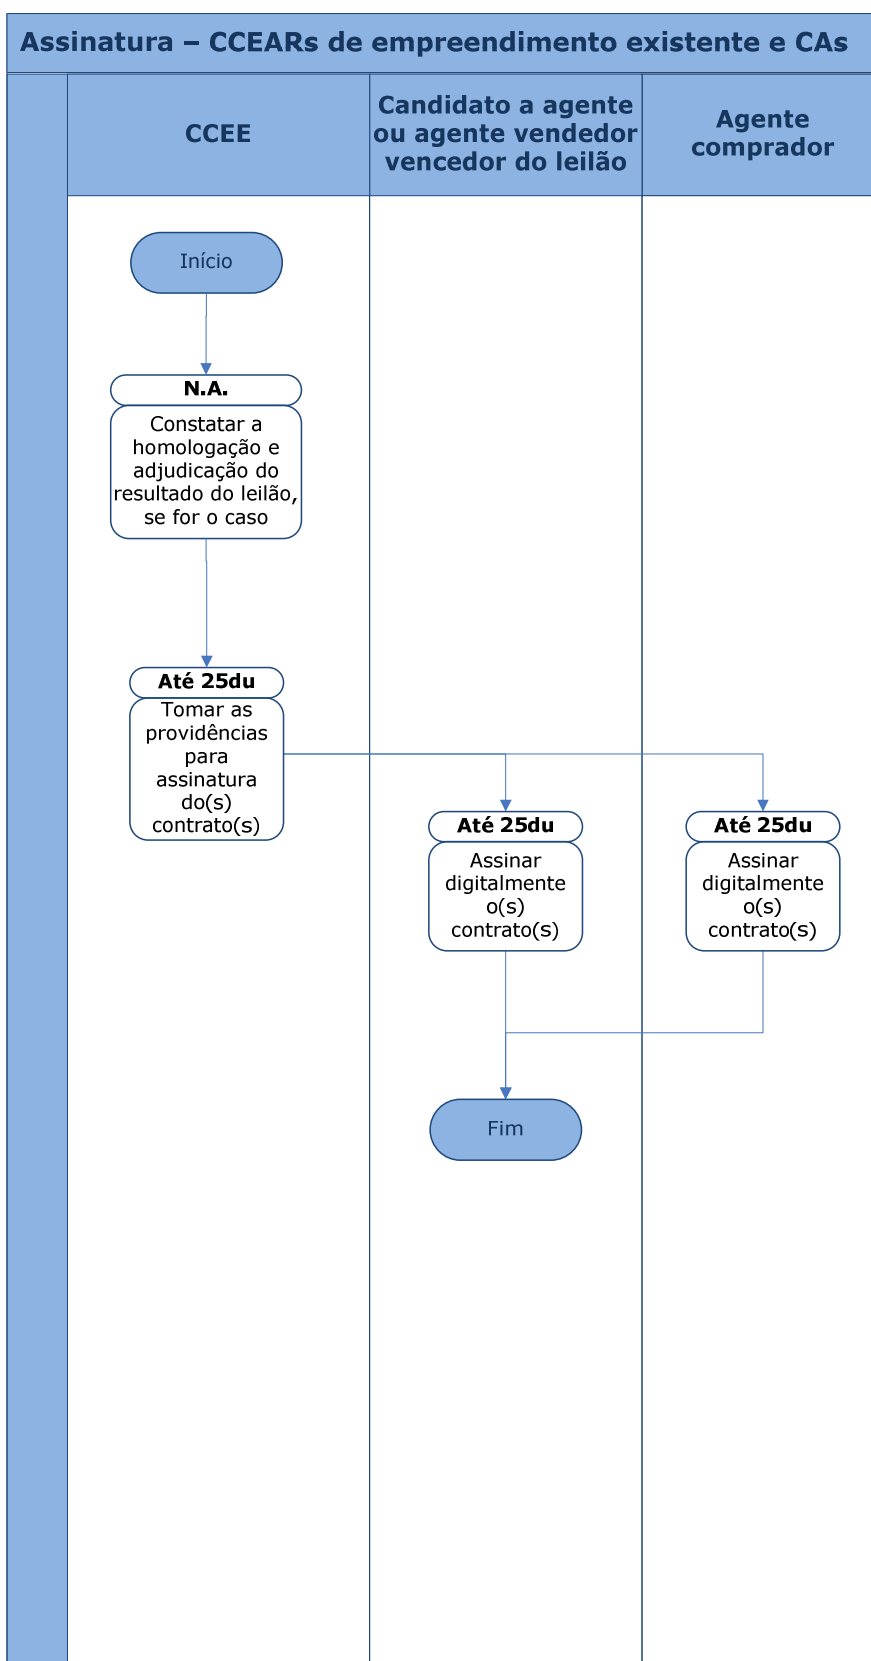 Assinatura – CCEARs de empreendimento existente e CAs
CCEE
Candidato a agente
ou agente vendedor
vencedor do leilão
Agente
comprador
Início
N.A.
Constatar a
homologação e
adjudicação do
resultado do leilão,
se for o caso
Até 25du
Tomar as
providências
para
assinatura
do(s)
contrato(s)
Até 25du
Assinar
digitalmente
o(s)
contrato(s)
Até 25du
Assinar
digitalmente
o(s)
contrato(s)
Fim